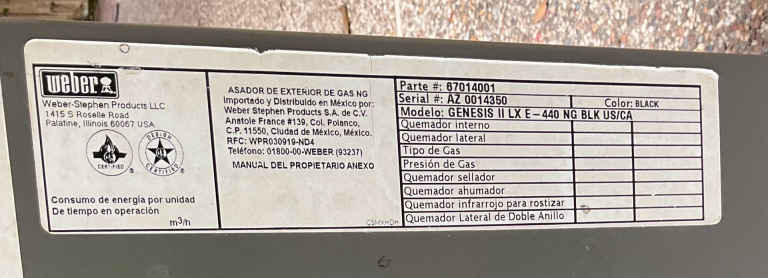 weber
Weber-Stephen Products LLC
1415 S Roselle Road
Palatine, Illinois 60067 USA
CERTIFIED
DESIGN
CERTIFIED
Consumo de energía por unidad
De tiempo en operación
m³/h
ASADOR DE EXTERIOR DE GAS NG
Importado y Distribuido en México por:
Weber Stephen Products S.A. de C.V.
Anatole France #139, Col. Polanco,
C.P. 11550, Ciudad de México, México.
RFC: WPR030919-ND4
Teléfono: 01800-00-WEBER (93237)
MANUAL DEL PROPIETARIO ANEXO
Parte #: 67014001
Serial #: AZ 0014350 Color: BLACK
Modelo: GENESIS II LX E-440 NG BLK US/CA
Quemador interno
Quemador lateral
Tipo de Gas
Presión de Gas
Quemador sellador
Quemador ahumador
Quemador infrarrojo para rostizar
Quemador Lateral de Doble Anillo